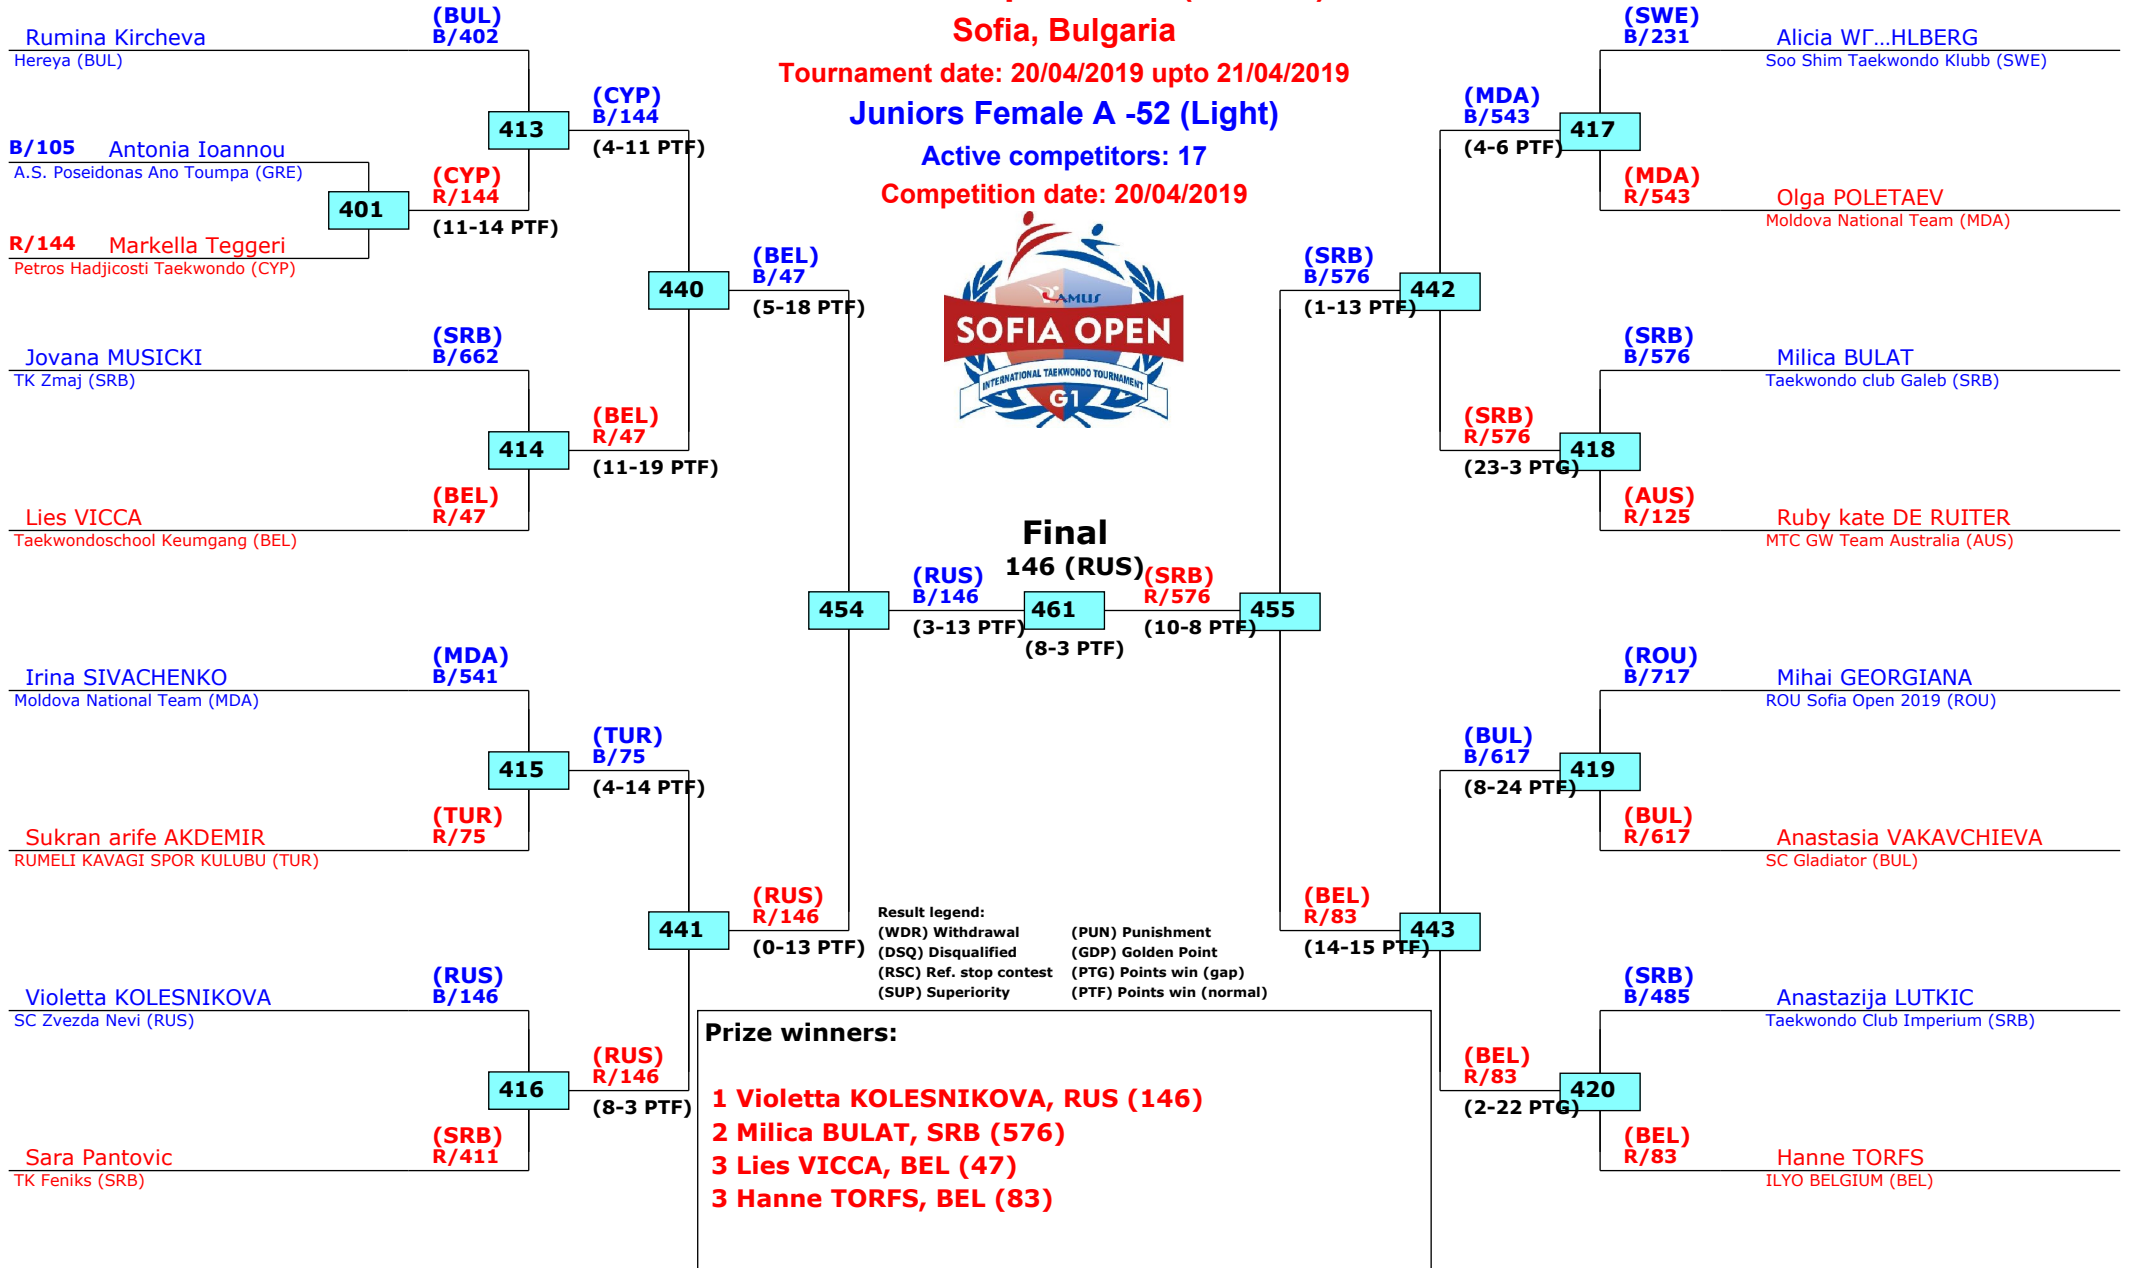 Sofia, Bulgaria
Tournament date: 20/04/2019 upto 21/04/2019
Juniors Female A -52 (Light)
Active competitors: 17
Competition date: 20/04/2019
AMUS
SOFIA OPEN
INTERNATIONAL TAEKWONDO TOURNAMENT
G1
Rumina Kircheva
Hereya (BUL)
(BUL)
B/402
B/105 Antonia Ioannou
A.S. Poseidonas Ano Toumpa (GRE)
R/144 Markella Teggeri
Petros Hadjicosti Taekwondo (CYP)
401
(CYP)
R/144
(11-14 PTF)
413
(CYP)
B/144
(4-11 PTF)
Jovana MUSICKI
TK Zmaj (SRB)
(SRB)
B/662
Lies VICCA
Taekwondoschool Keumgang (BEL)
(BEL)
R/47
414
(BEL)
R/47
(11-19 PTF)
440
(BEL)
B/47
(5-18 PTF)
Irina SIVACHENKO
Moldova National Team (MDA)
(MDA)
B/541
Sukran arife AKDEMIR
RUMELI KAVAGI SPOR KULUBU (TUR)
(TUR)
R/75
415
(TUR)
B/75
(4-14 PTF)
Violetta KOLESNIKOVA
SC Zvezda Nevi (RUS)
(RUS)
B/146
Sara Pantovic
TK Feniks (SRB)
(SRB)
R/411
416
(RUS)
R/146
(8-3 PTF)
441
(RUS)
R/146
(0-13 PTF)
454
(RUS)
B/146
(3-13 PTF)
Final
146 (RUS)
461
(8-3 PTF)
(SRB)
R/576
(10-8 PTF)
455
(SRB)
B/576
(1-13 PTF)
442
(MDA)
B/543
(4-6 PTF)
417
(SWE)
B/231
Alicia WГ...HLBERG
Soo Shim Taekwondo Klubb (SWE)
(MDA)
R/543
Olga POLETAEV
Moldova National Team (MDA)
(SRB)
R/576
(23-3 PTG)
418
(SRB)
B/576
Milica BULAT
Taekwondo club Galeb (SRB)
(AUS)
R/125
Ruby kate DE RUITER
MTC GW Team Australia (AUS)
(BEL)
R/83
(14-15 PTF)
443
(BUL)
B/617
(8-24 PTF)
419
(ROU)
B/717
Mihai GEORGIANA
ROU Sofia Open 2019 (ROU)
(BUL)
R/617
Anastasia VAKAVCHIEVA
SC Gladiator (BUL)
(BEL)
R/83
(2-22 PTG)
420
(SRB)
B/485
Anastazija LUTKIC
Taekwondo Club Imperium (SRB)
(BEL)
R/83
Hanne TORFS
ILYO BELGIUM (BEL)
Result legend:
(WDR) Withdrawal (PUN) Punishment
(DSQ) Disqualified (GDP) Golden Point
(RSC) Ref. stop contest (PTG) Points win (gap)
(SUP) Superiority (PTF) Points win (normal)
Prize winners:
1 Violetta KOLESNIKOVA, RUS (146)
2 Milica BULAT, SRB (576)
3 Lies VICCA, BEL (47)
3 Hanne TORFS, BEL (83)